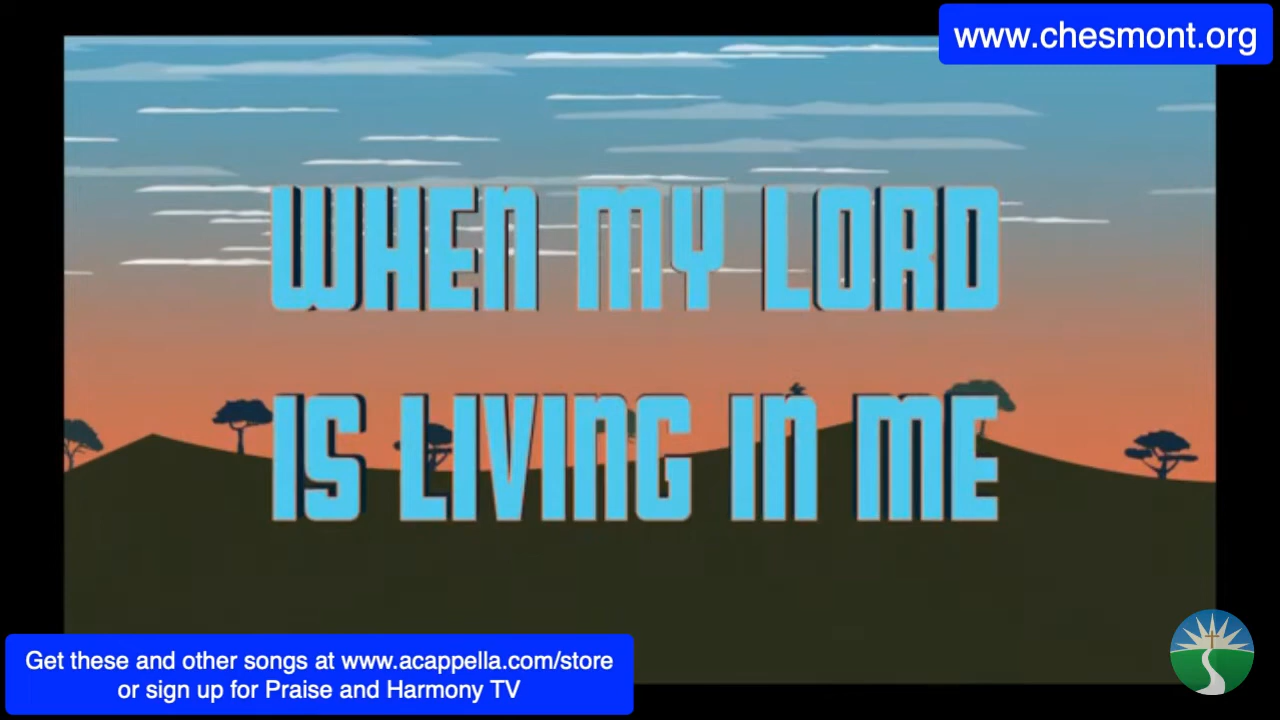 www.chesmont.org
WHEN MY LORD
IS LIVING IN ME
Get these and other songs at www.acappella.com/store
or sign up for Praise and Harmony TV